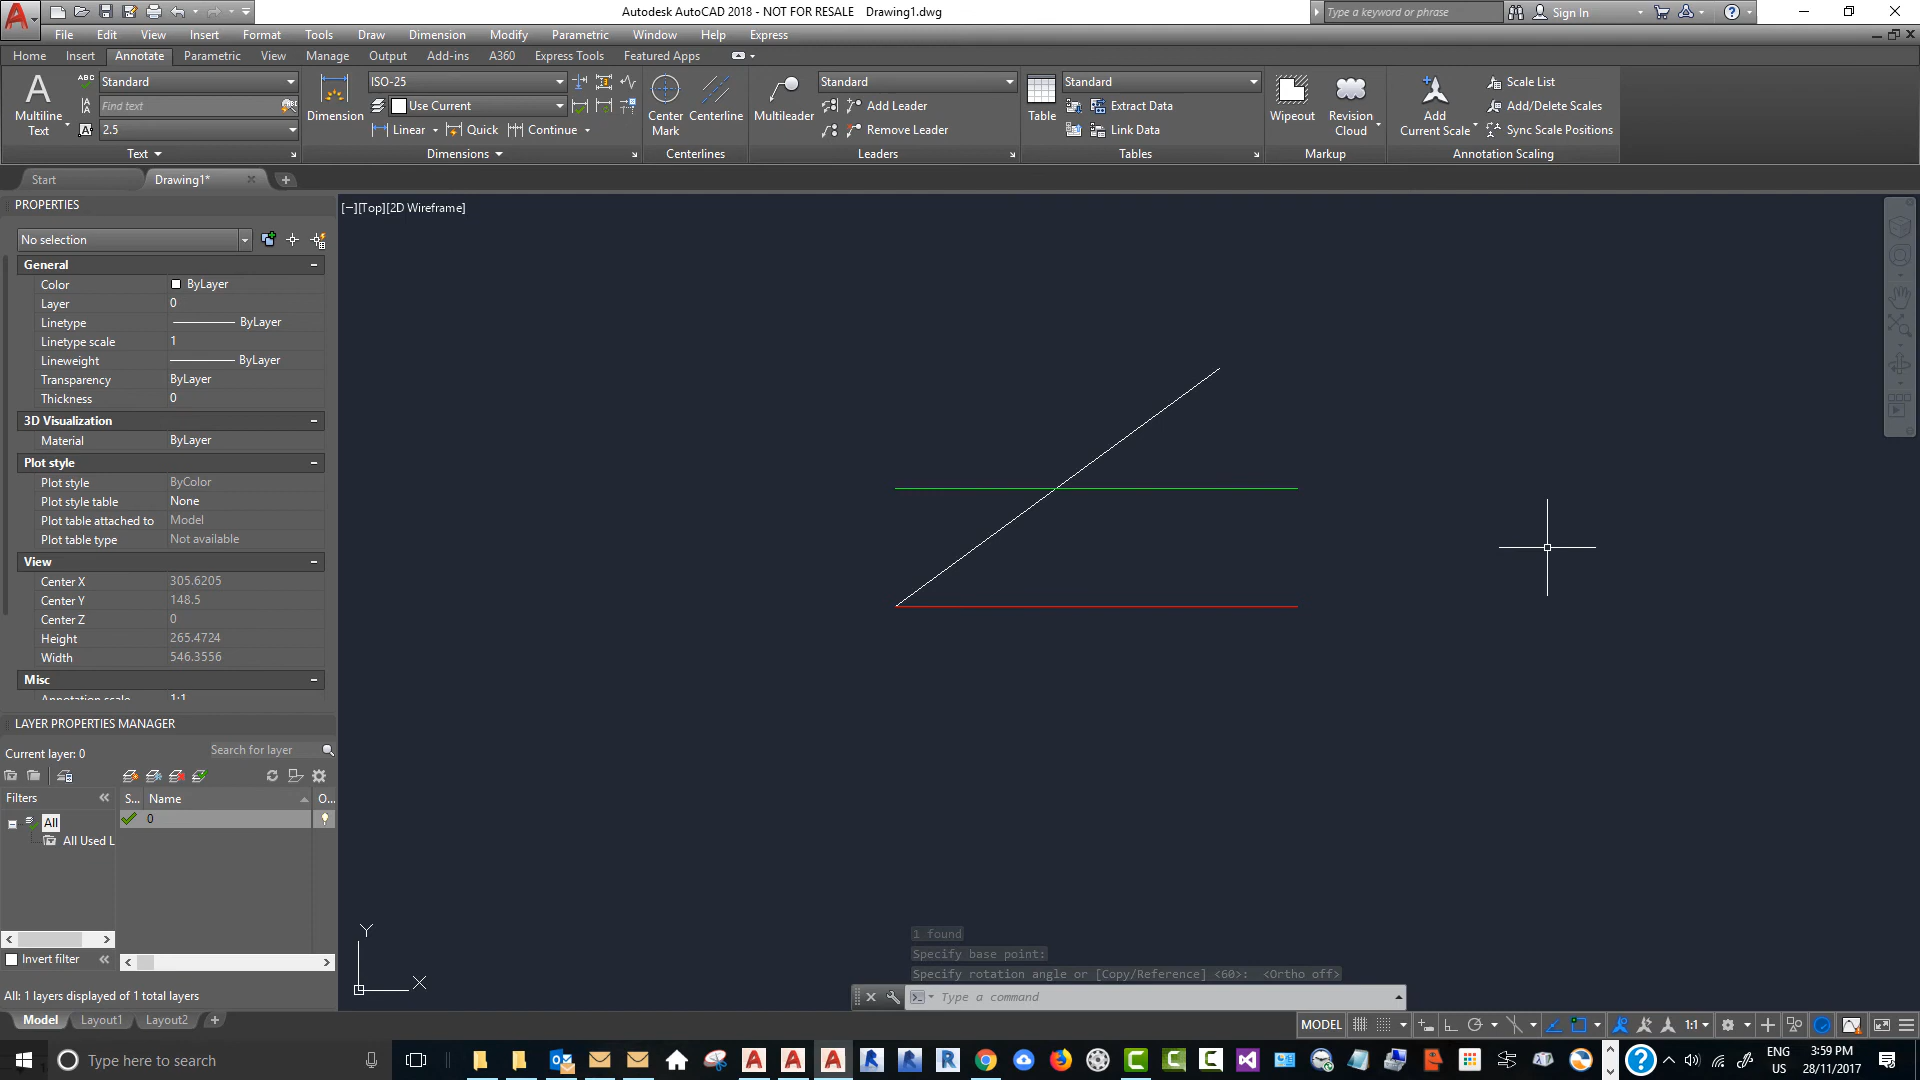 Autodesk AutoCAD 2018 - NOT FOR RESALE Drawing1.dwg
Type a keyword or phrase
Sign In
File Edit View Insert Format Tools Draw Dimension Modify Parametric Window Help Express
Home Insert Annotate Parametric View Manage Output Add-ins A360 Express Tools Featured Apps
Multiline Text
ABC Standard
Find text
2.5
Text
Dimension
ISO-25
Use Current
Linear Quick Continue
Dimensions
Center Mark
Centerline
Centerlines
Multileader
Standard
Add Leader
Remove Leader
Leaders
Table
Standard
Extract Data
Link Data
Tables
Wipeout
Revision Cloud
Markup
Add Current Scale
Scale List
Add/Delete Scales
Sync Scale Positions
Annotation Scaling
Start Drawing1*
PROPERTIES
No selection
General
Color ByLayer
Layer 0
Linetype ByLayer
Linetype scale 1
Lineweight ByLayer
Transparency ByLayer
Thickness 0
3D Visualization
Material ByLayer
Plot style
Plot style ByColor
Plot style table None
Plot table attached to Model
Plot table type Not available
View
Center X 305.6205
Center Y 148.5
Center Z 0
Height 265.4724
Width 546.3556
Misc
Annotation scale 1:1
[−][Top][2D Wireframe]
LAYER PROPERTIES MANAGER
Current layer: 0
Search for layer
Filters
S... Name O...
All
0
All Used L
Invert filter
All: 1 layers displayed of 1 total layers
Y
X
1 found
Specify base point:
Specify rotation angle or [Copy/Reference] <60>: <Ortho off>
Type a command
Model Layout1 Layout2
MODEL
1:1
Type here to search
ENG
US
3:59 PM
28/11/2017